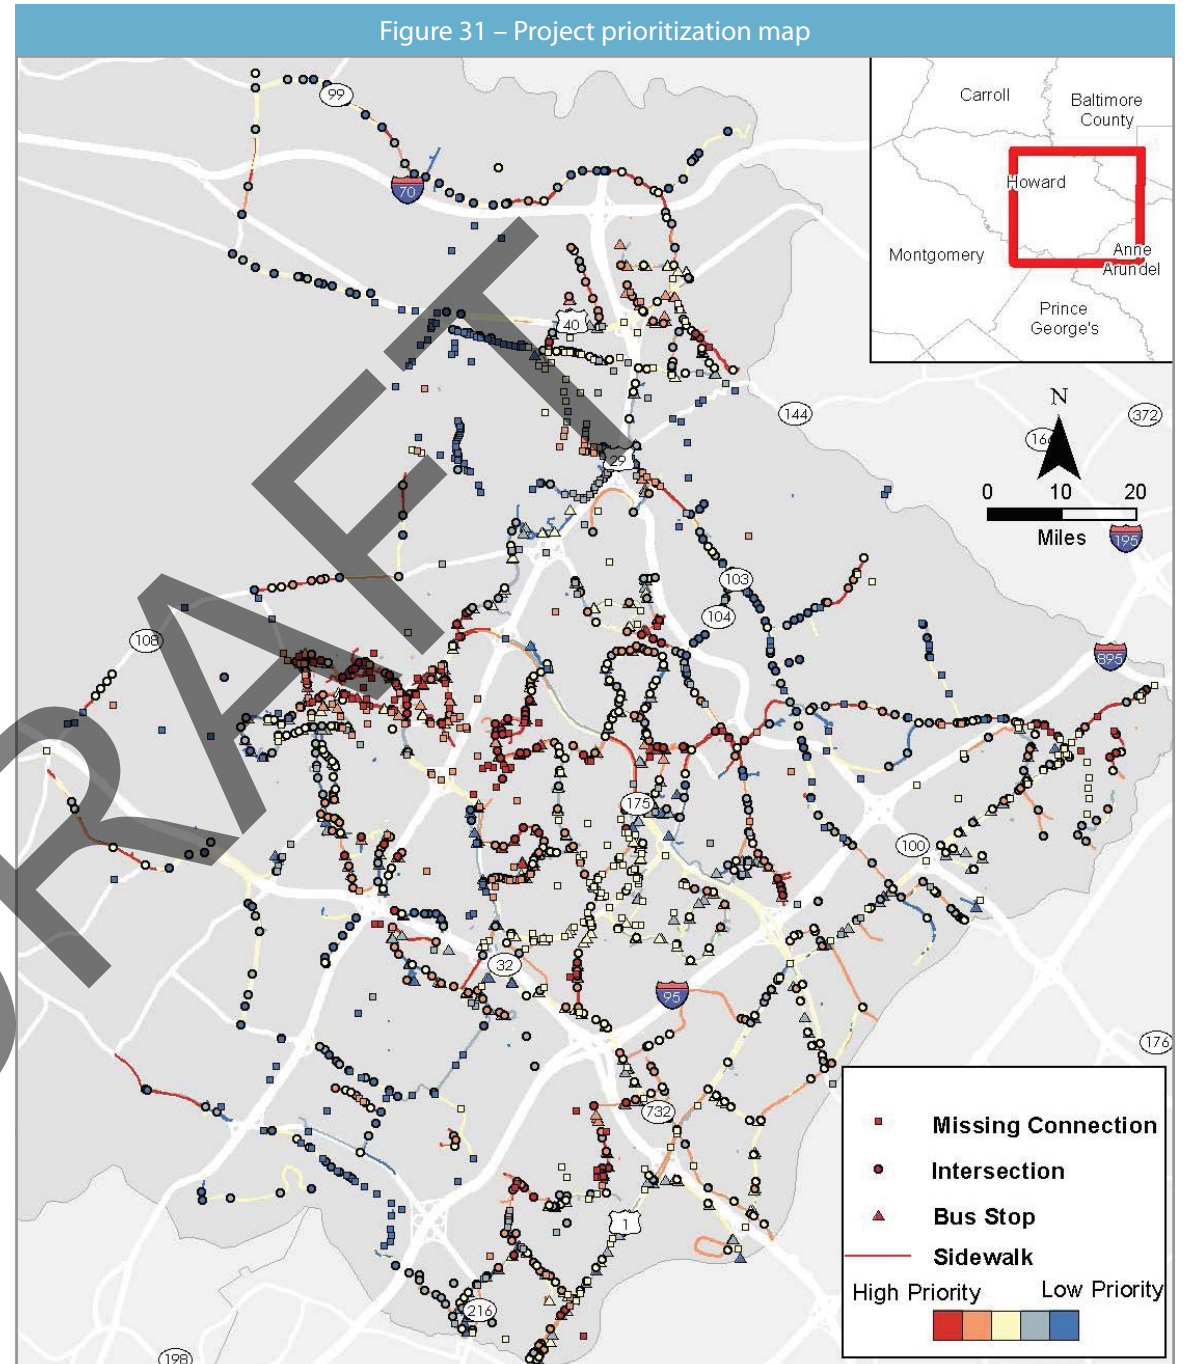 Figure 31 – Project prioritization map
Carroll
Baltimore
County
Howard
Montgomery
Anne
Arundel
Prince
George's
99
70
40
144
372
N
29
0 10 20
Miles
195
103
104
108
895
175
100
32
95
176
732
1
216
198
DRAFT
Missing Connection
Intersection
Bus Stop
Sidewalk
High Priority Low Priority